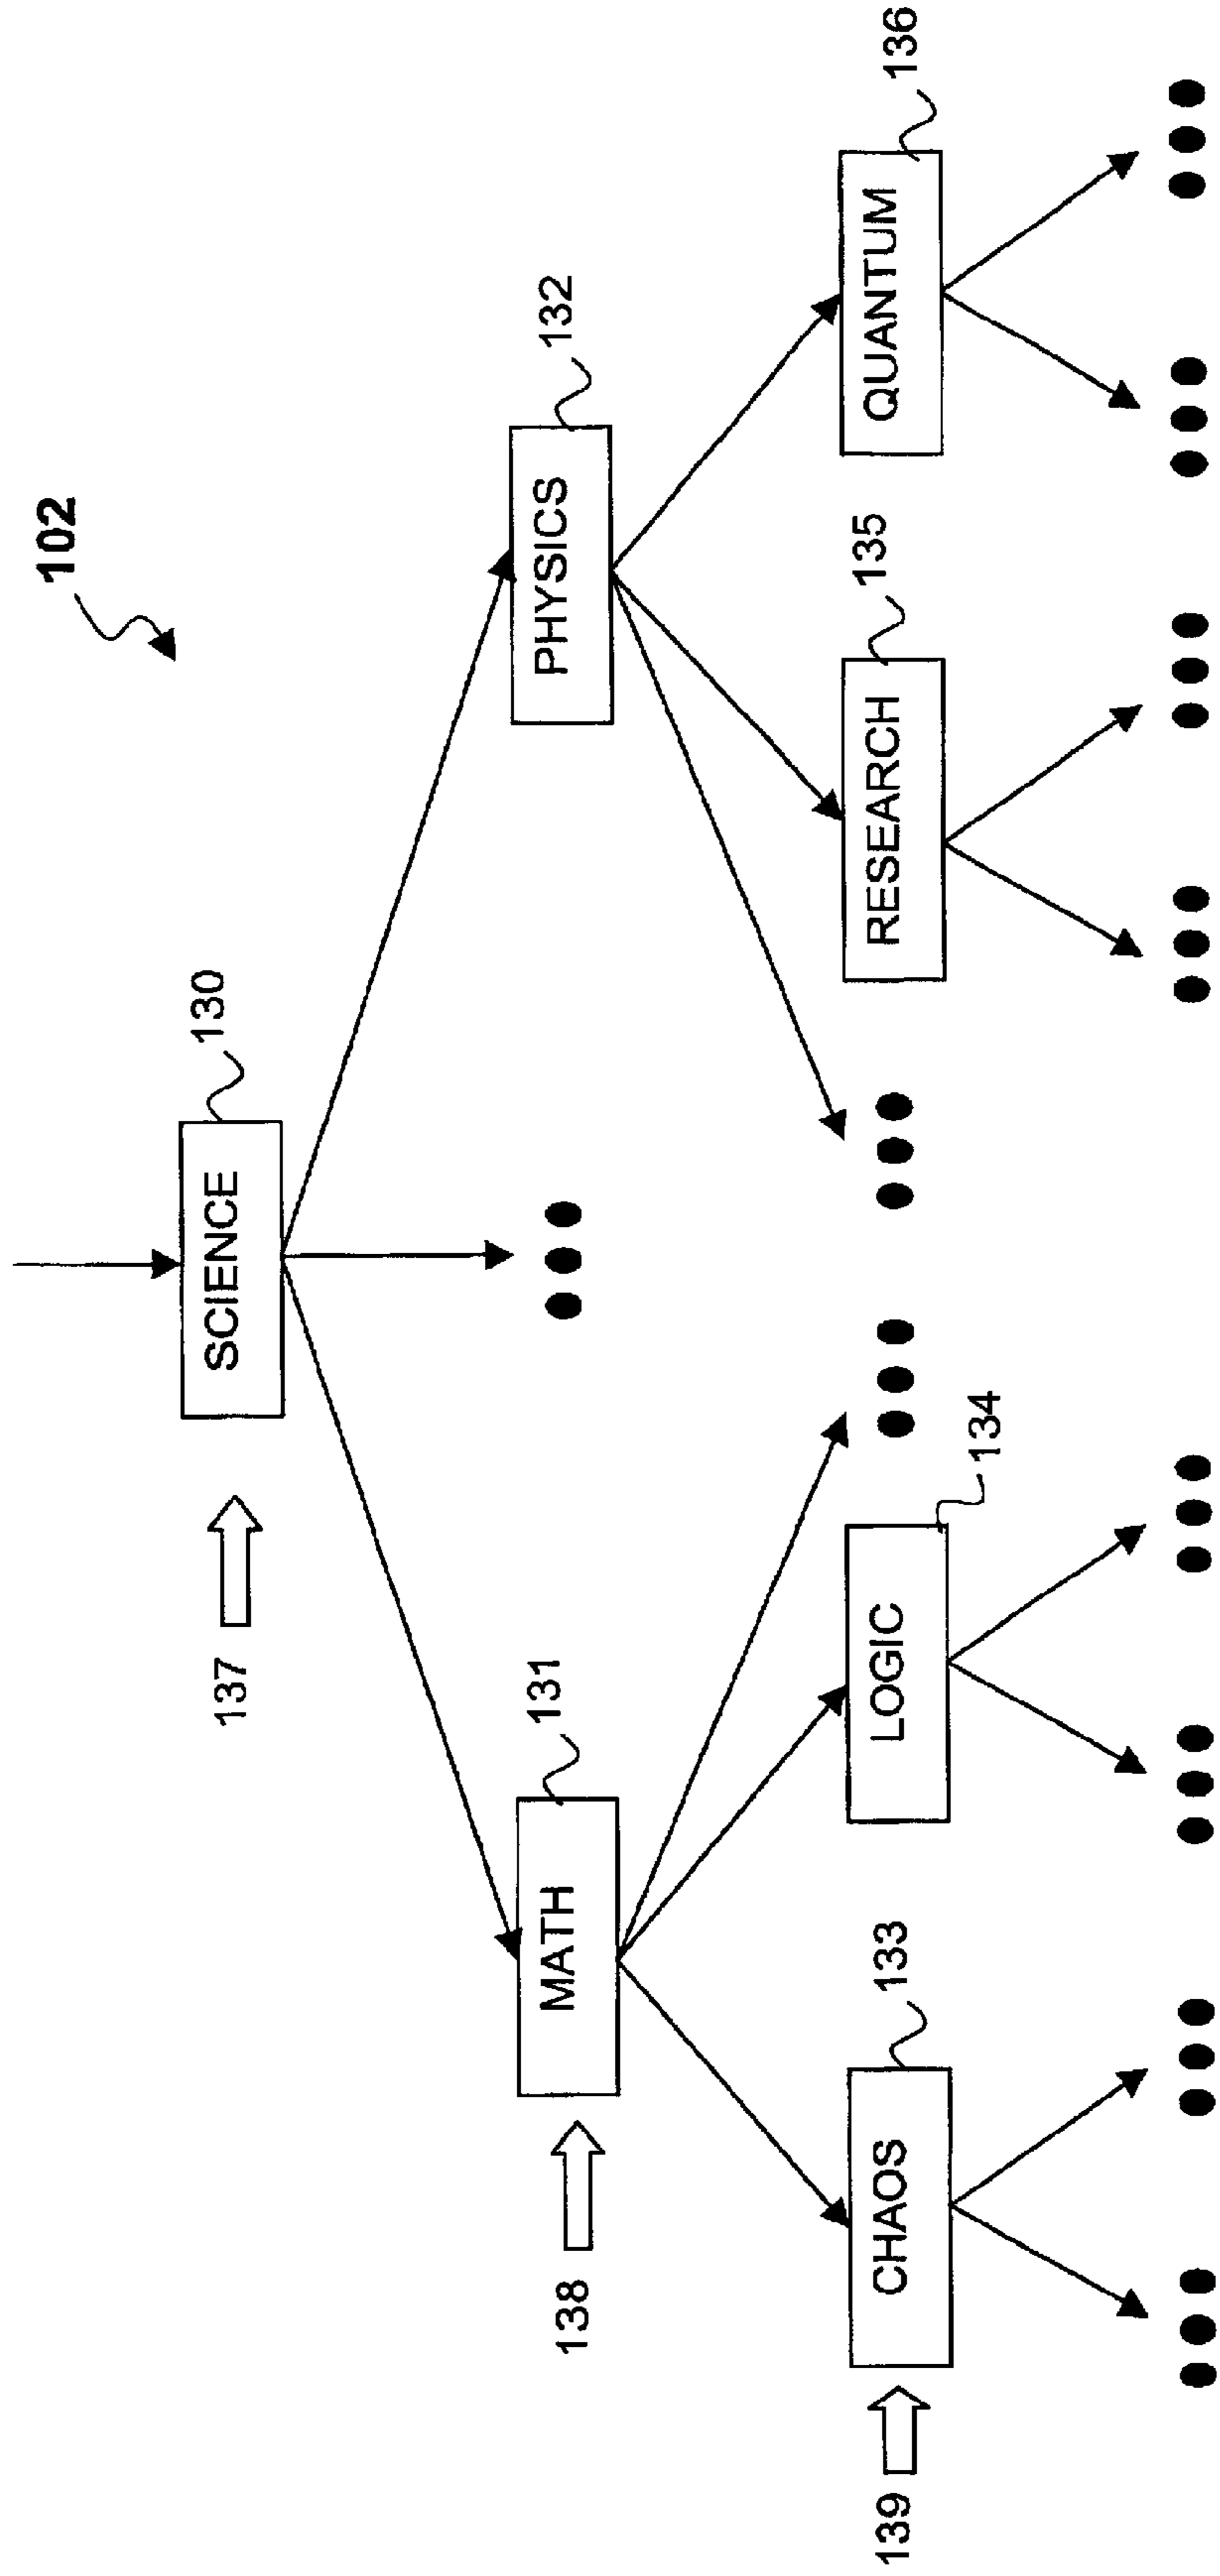 102
SCIENCE
130
137
MATH
131
PHYSICS
132
138
CHAOS
133
LOGIC
134
RESEARCH
135
QUANTUM
136
139